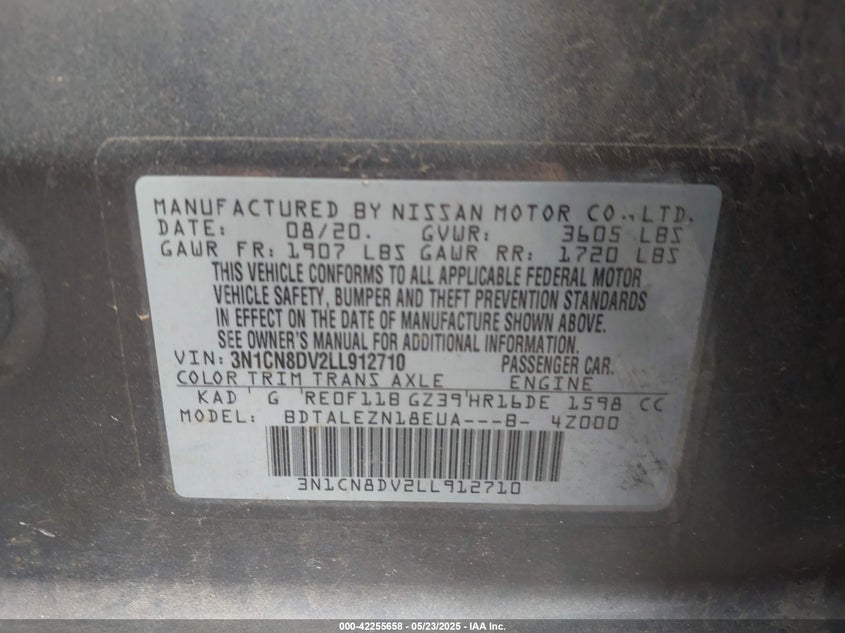 MANUFACTURED BY NISSAN MOTOR CO., LTD.
DATE: 08/20. GVWR: 3605 LBS
GAWR FR: 1907 LBS GAWR RR: 1720 LBS
THIS VEHICLE CONFORMS TO ALL APPLICABLE FEDERAL MOTOR
VEHICLE SAFETY, BUMPER AND THEFT PREVENTION STANDARDS
IN EFFECT ON THE DATE OF MANUFACTURE SHOWN ABOVE.
SEE OWNER'S MANUAL FOR ADDITIONAL INFORMATION.
VIN: 3N1CN8DV2LL912710 PASSENGER CAR.
COLOR TRIM TRANS AXLE ENGINE
KAD G RE0F11B GZ39 HR16DE 1598 CC
MODEL: BDTALEZN18EUA---B- 4Z000
3N1CN8DV2LL912710
000-42255658 - 05/23/2025 - IAA Inc.